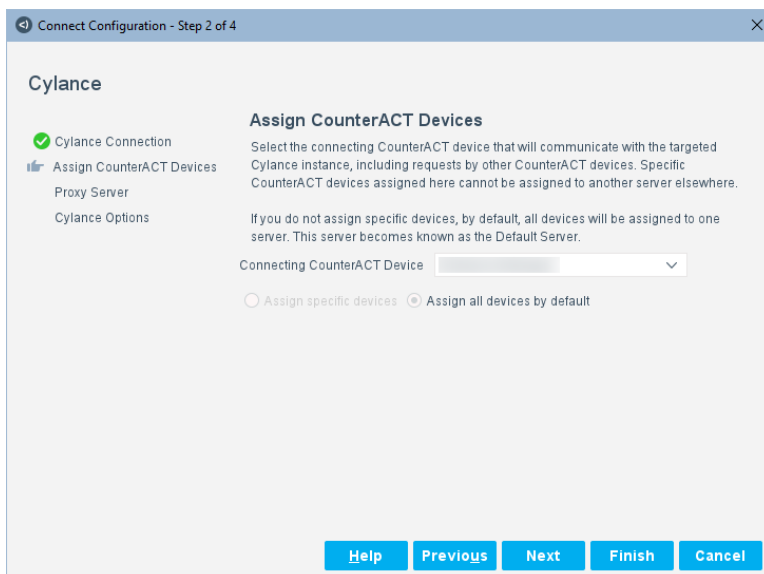 Connect Configuration - Step 2 of 4
Cylance
Cylance Connection
Assign CounterACT Devices
Proxy Server
Cylance Options
Assign CounterACT Devices
Select the connecting CounterACT device that will communicate with the targeted
Cylance instance, including requests by other CounterACT devices. Specific
CounterACT devices assigned here cannot be assigned to another server elsewhere.
If you do not assign specific devices, by default, all devices will be assigned to one
server. This server becomes known as the Default Server.
Connecting CounterACT Device
Assign specific devices Assign all devices by default
Help Previous Next Finish Cancel